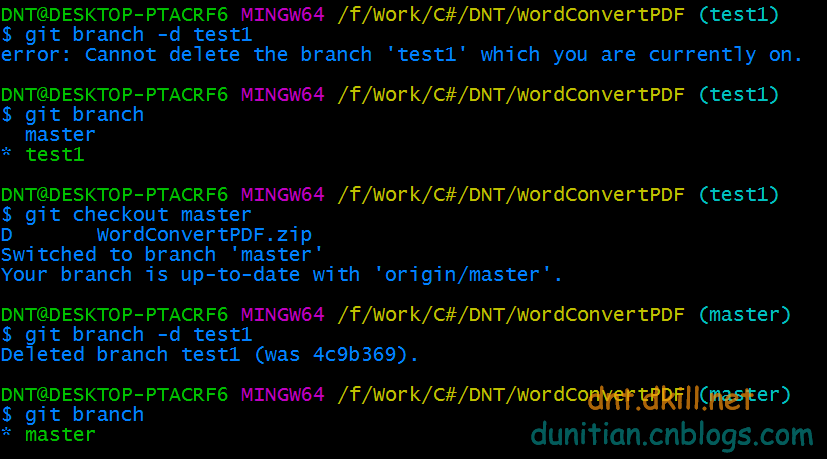 DNT@DESKTOP-PTACRF6 MINGW64 /f/Work/C#/DNT/WordConvertPDF (test1)
$ git branch -d test1
error: Cannot delete the branch 'test1' which you are currently on.
DNT@DESKTOP-PTACRF6 MINGW64 /f/Work/C#/DNT/WordConvertPDF (test1)
$ git branch
  master
* test1
DNT@DESKTOP-PTACRF6 MINGW64 /f/Work/C#/DNT/WordConvertPDF (test1)
$ git checkout master
D       WordConvertPDF.zip
Switched to branch 'master'
Your branch is up-to-date with 'origin/master'.
DNT@DESKTOP-PTACRF6 MINGW64 /f/Work/C#/DNT/WordConvertPDF (master)
$ git branch -d test1
Deleted branch test1 (was 4c9b369).
DNT@DESKTOP-PTACRF6 MINGW64 /f/Work/C#/DNT/WordConvertPDF (master)
dnt.dkill.net
$ git branch
* master
dunitian.cnblogs.com